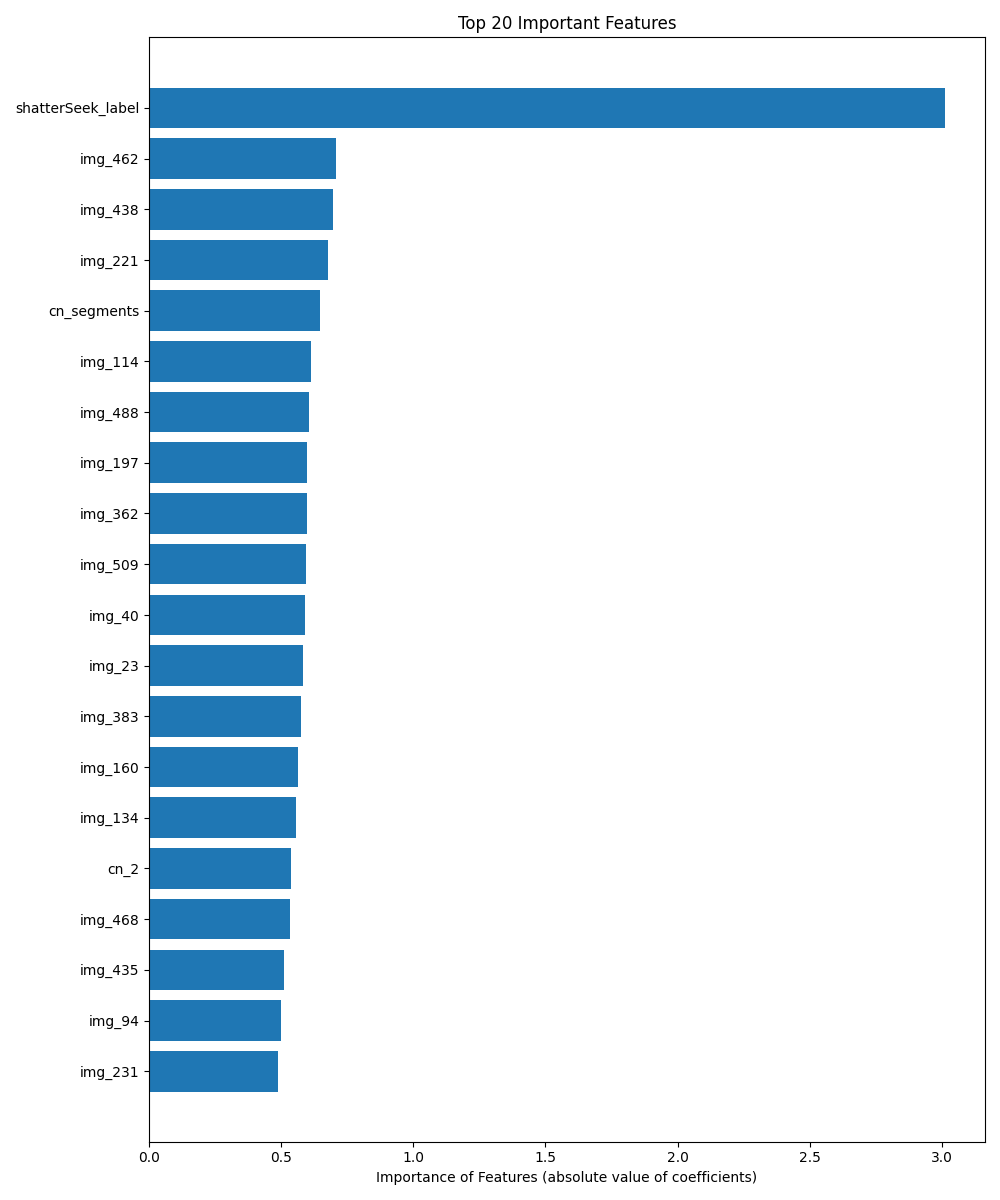 Top 20 Important Features
shatterSeek_label
img_462
img_438
img_221
cn_segments
img_114
img_488
img_197
img_362
img_509
img_40
img_23
img_383
img_160
img_134
cn_2
img_468
img_435
img_94
img_231
0.0 0.5 1.0 1.5 2.0 2.5 3.0
Importance of Features (absolute value of coefficients)